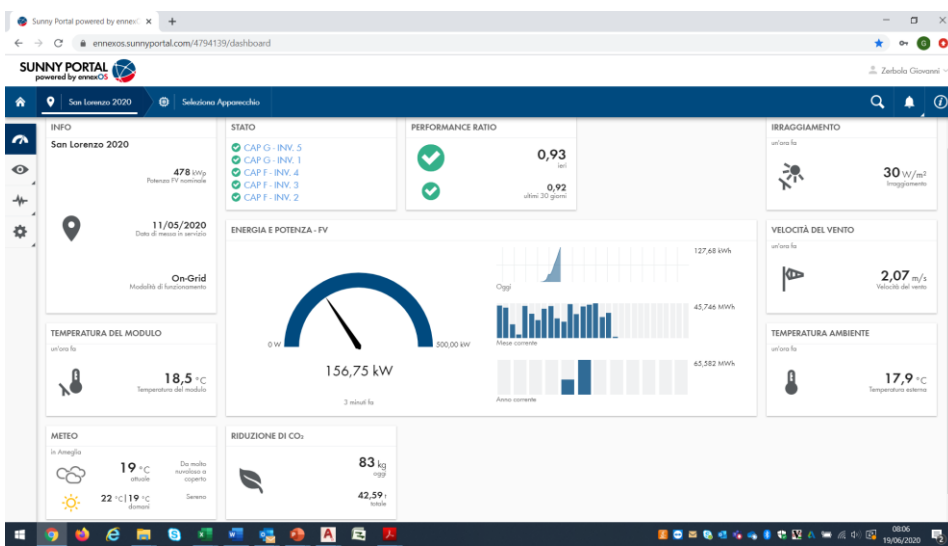 Sunny Portal powered by ennexO
ennexos.sunnyportal.com/4794139/dashboard
SUNNY PORTAL
powered by ennexOS
Zerbola Giovanni
San Lorenzo 2020
Seleziona Apparecchio
INFO
San Lorenzo 2020
478 kWp
Potenza FV nominale
11/05/2020
Data di messa in servizio
On-Grid
Modalità di funzionamento
STATO
CAP G - INV. 5
CAP G - INV. 1
CAP F - INV. 4
CAP F - INV. 3
CAP F - INV. 2
PERFORMANCE RATIO
0,93
ieri
0,92
ultimi 30 giorni
IRRAGGIAMENTO
un'ora fa
30 W/m²
Irraggiamento
ENERGIA E POTENZA - FV
0 W
500,00 kW
156,75 kW
3 minuti fa
127,68 kWh
Oggi
45,746 MWh
Mese corrente
65,582 MWh
Anno corrente
VELOCITÀ DEL VENTO
un'ora fa
2,07 m/s
Velocità del vento
TEMPERATURA DEL MODULO
un'ora fa
18,5 °C
Temperatura del modulo
TEMPERATURA AMBIENTE
un'ora fa
17,9 °C
Temperatura esterna
METEO
in Ameglia
19 °C
attuale
Da molto
nuvoloso a
coperto
22 °C | 19 °C
domani
Sereno
RIDUZIONE DI CO₂
83 kg
oggi
42,59 t
totale
08:06
19/06/2020